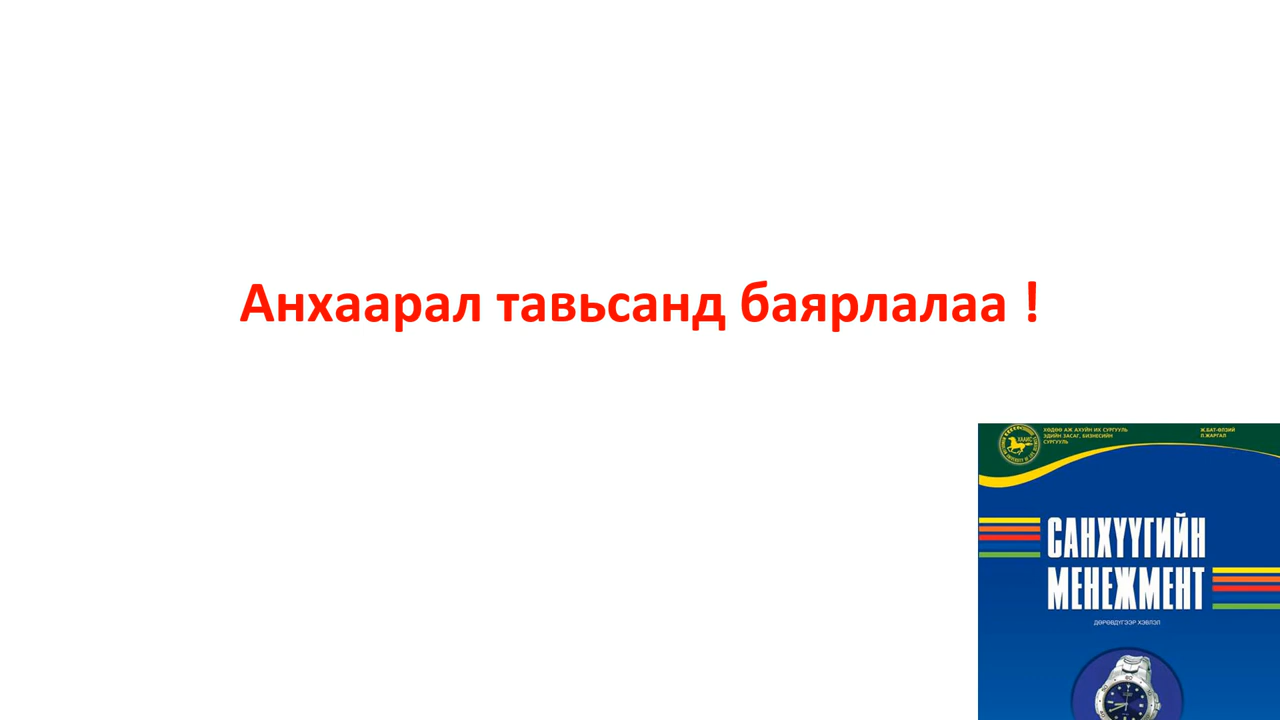 Анхаарал тавьсанд баярлалаа !
ХӨДӨӨ АЖ АХУЙН ИХ СУРГУУЛЬ
ЭДИЙН ЗАСАГ, БИЗНЕСИЙН
СУРГУУЛЬ
Ж.БАТ-ӨЛЗИЙ
Л.ЖАРГАЛ
ХААИС
САНХҮҮГИЙН
МЕНЕЖМЕНТ
ДӨРӨВДҮГЭЭР ХЭВЛЭЛ